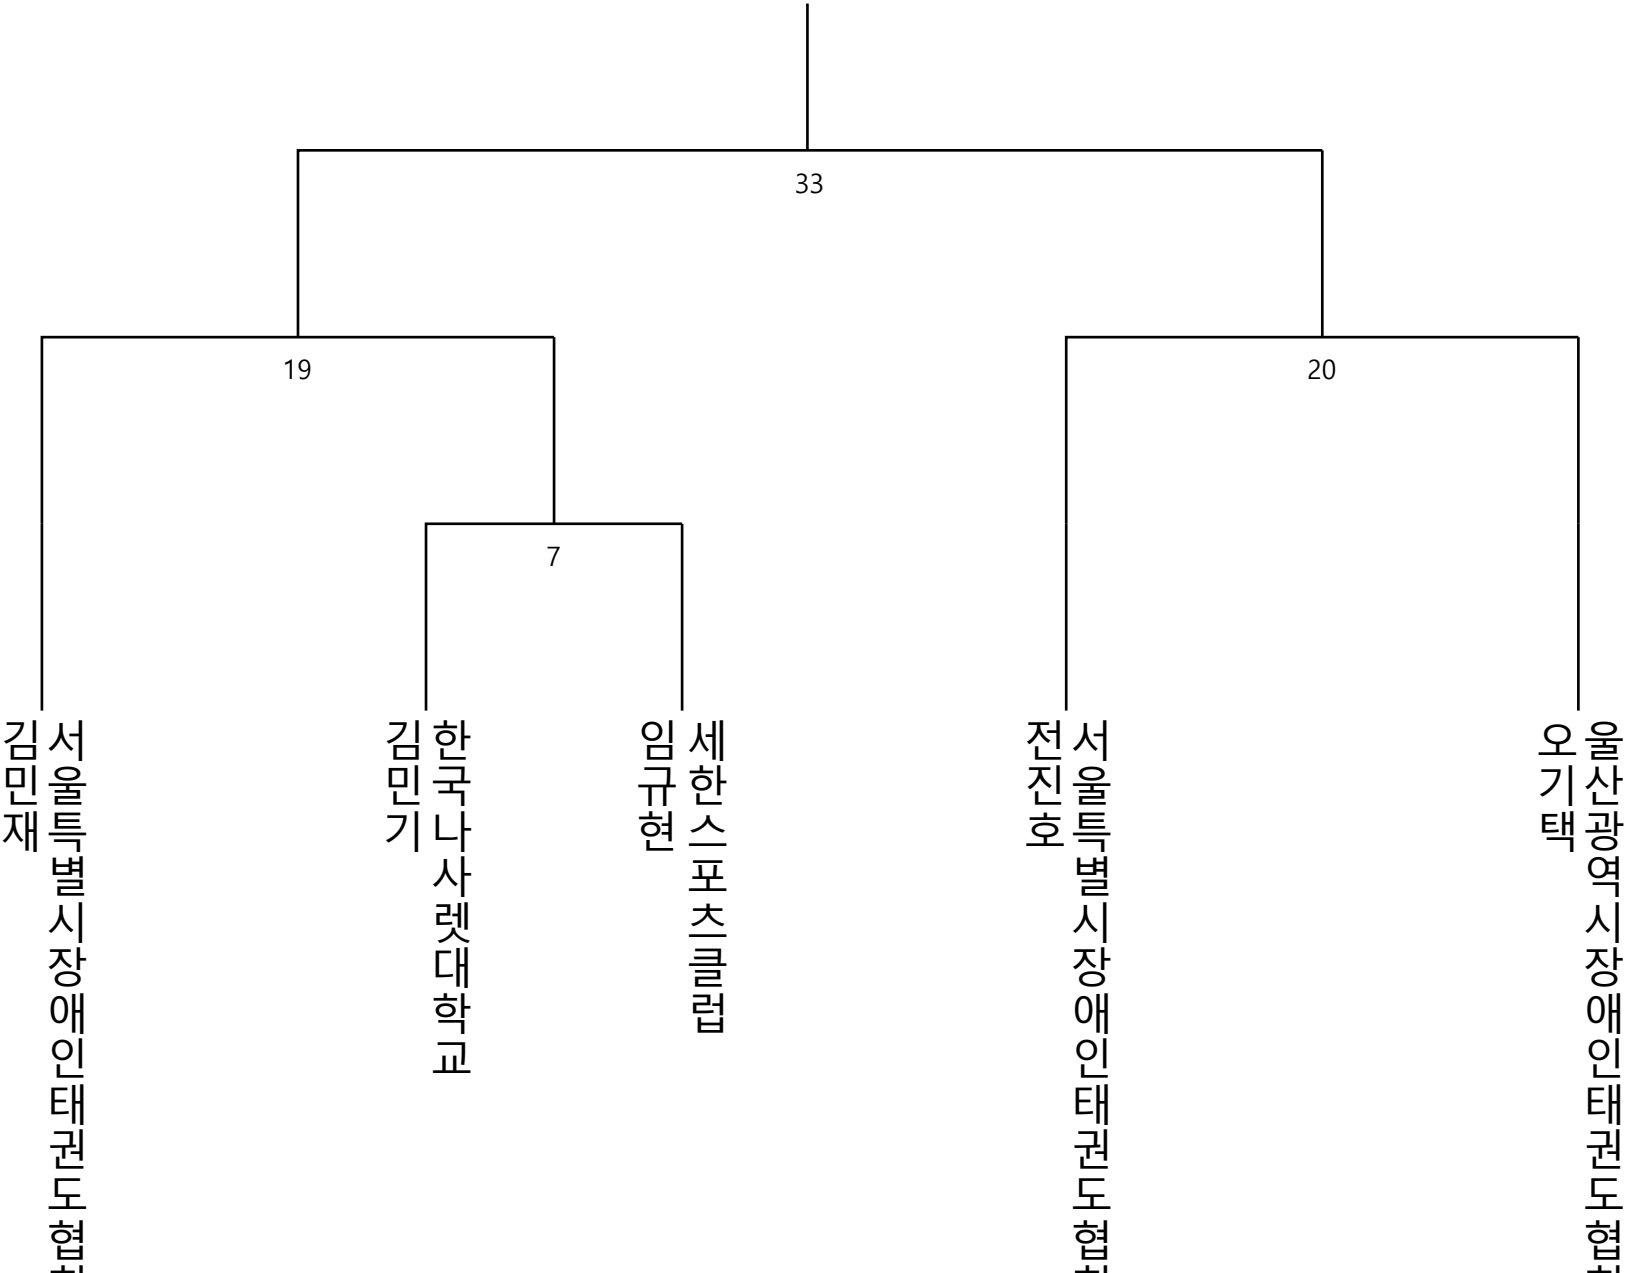 33
19
20
7
김민재
서울특별시장애인태권도협
김민기
한국나사렛대학교
임규현
세한스포츠클럽
전진호
서울특별시장애인태권도협
오기택
울산광역시장애인태권도협